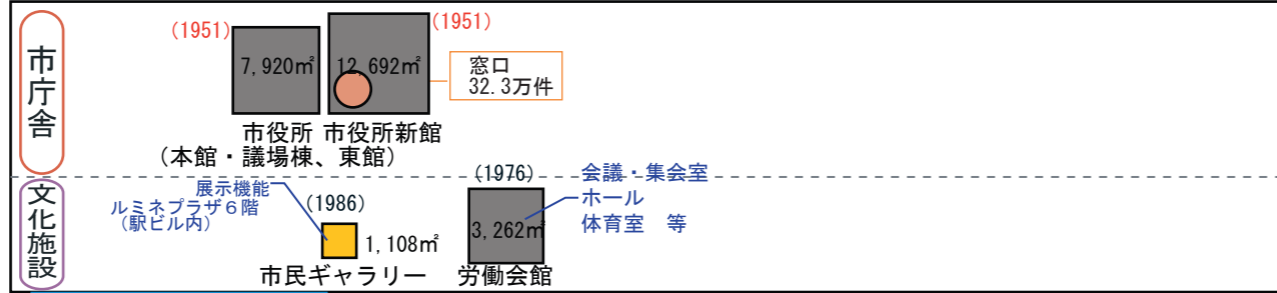 市庁舎
(1951)
(1951)
7,920㎡
12,692㎡
窓口
32.3万件
市役所
市役所新館
(本館・議場棟、東館)
文化施設
展示機能
ルミネプラザ6階
(駅ビル内)
(1986)
1,108㎡
市民ギャラリー
(1976)
3,262㎡
労働会館
会議・集会室
ホール
体育室 等